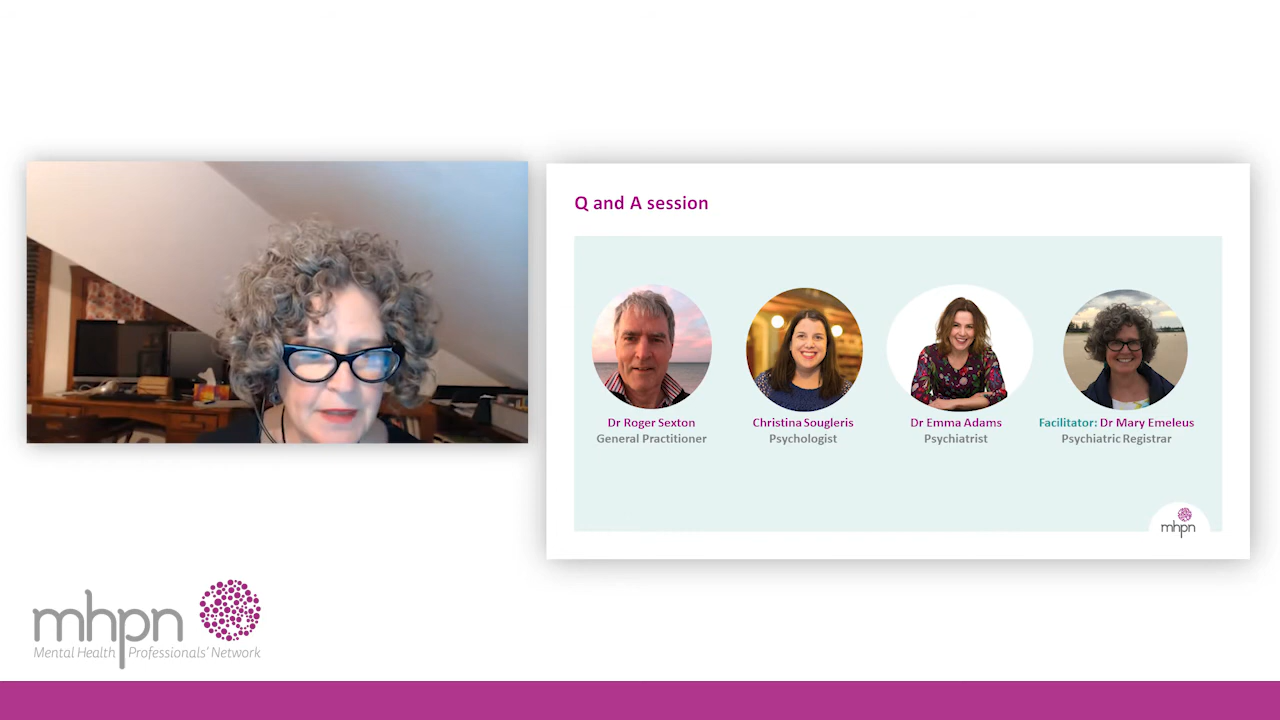 Q and A session
Dr Roger Sexton
General Practitioner
Christina Sougleris
Psychologist
Dr Emma Adams
Psychiatrist
Facilitator: Dr Mary Emeleus
Psychiatric Registrar
mhpn
mhpn
Mental Health Professionals' Network